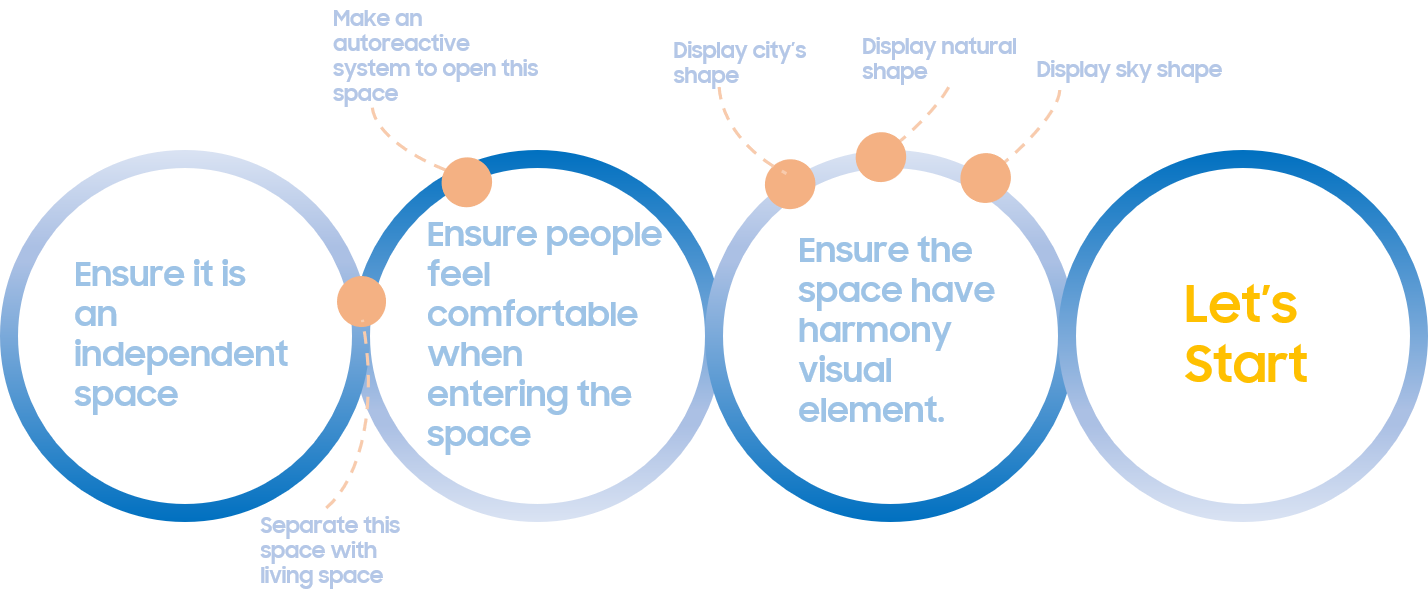 Make an
autoreactive
system to open this
space
Display city's
shape
Display natural
shape
Display sky shape
Ensure it is
an
independent
space
Ensure people
feel
comfortable
when
entering the
space
Ensure the
space have
harmony
visual
element.
Let's
Start
Separate this
space with
living space